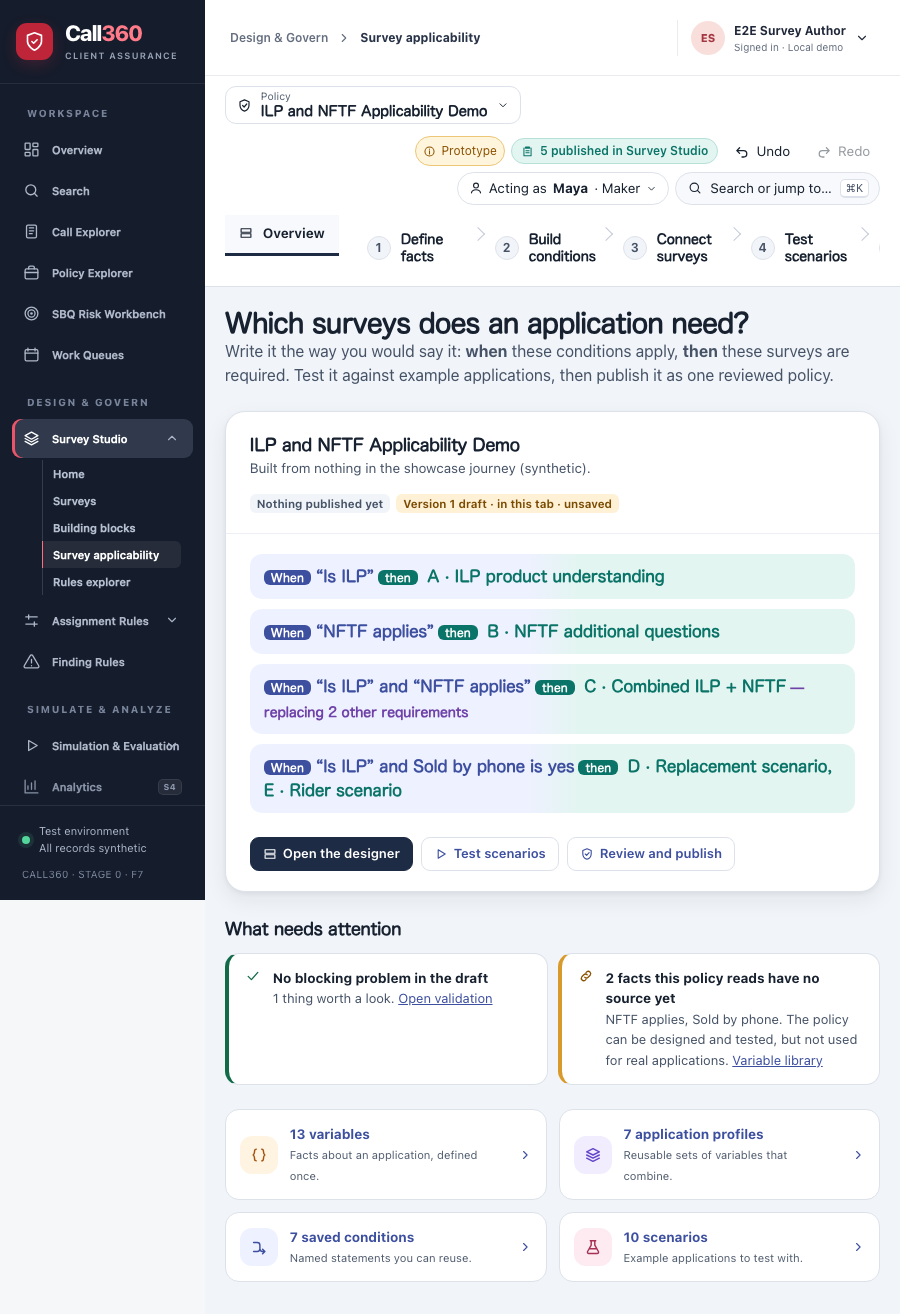 Call360
CLIENT ASSURANCE
WORKSPACE
Overview
Search
Call Explorer
Policy Explorer
SBQ Risk Workbench
Work Queues
DESIGN & GOVERN
Survey Studio
Home
Surveys
Building blocks
Survey applicability
Rules explorer
Assignment Rules
Finding Rules
SIMULATE & ANALYZE
Simulation & Evaluation
Analytics S4
Test environment
All records synthetic
CALL360 · STAGE 0 · F7
Design & Govern Survey applicability
ES
E2E Survey Author
Signed in · Local demo
Policy
ILP and NFTF Applicability Demo
Prototype 5 published in Survey Studio Undo Redo
Acting as Maya · Maker Search or jump to... ⌘K
Overview
1 Define
facts
2 Build
conditions
3 Connect
surveys
4 Test
scenarios
Which surveys does an application need?
Write it the way you would say it: when these conditions apply, then these surveys are
required. Test it against example applications, then publish it as one reviewed policy.
ILP and NFTF Applicability Demo
Built from nothing in the showcase journey (synthetic).
Nothing published yet Version 1 draft · in this tab · unsaved
When “Is ILP” then A · ILP product understanding
When “NFTF applies” then B · NFTF additional questions
When “Is ILP” and “NFTF applies” then C · Combined ILP + NFTF —
replacing 2 other requirements
When “Is ILP” and Sold by phone is yes then D · Replacement scenario,
E · Rider scenario
Open the designer Test scenarios Review and publish
What needs attention
No blocking problem in the draft
1 thing worth a look. Open validation
2 facts this policy reads have no
source yet
NFTF applies, Sold by phone. The policy
can be designed and tested, but not used
for real applications. Variable library
13 variables
Facts about an application, defined
once.
7 application profiles
Reusable sets of variables that
combine.
7 saved conditions
Named statements you can reuse.
10 scenarios
Example applications to test with.